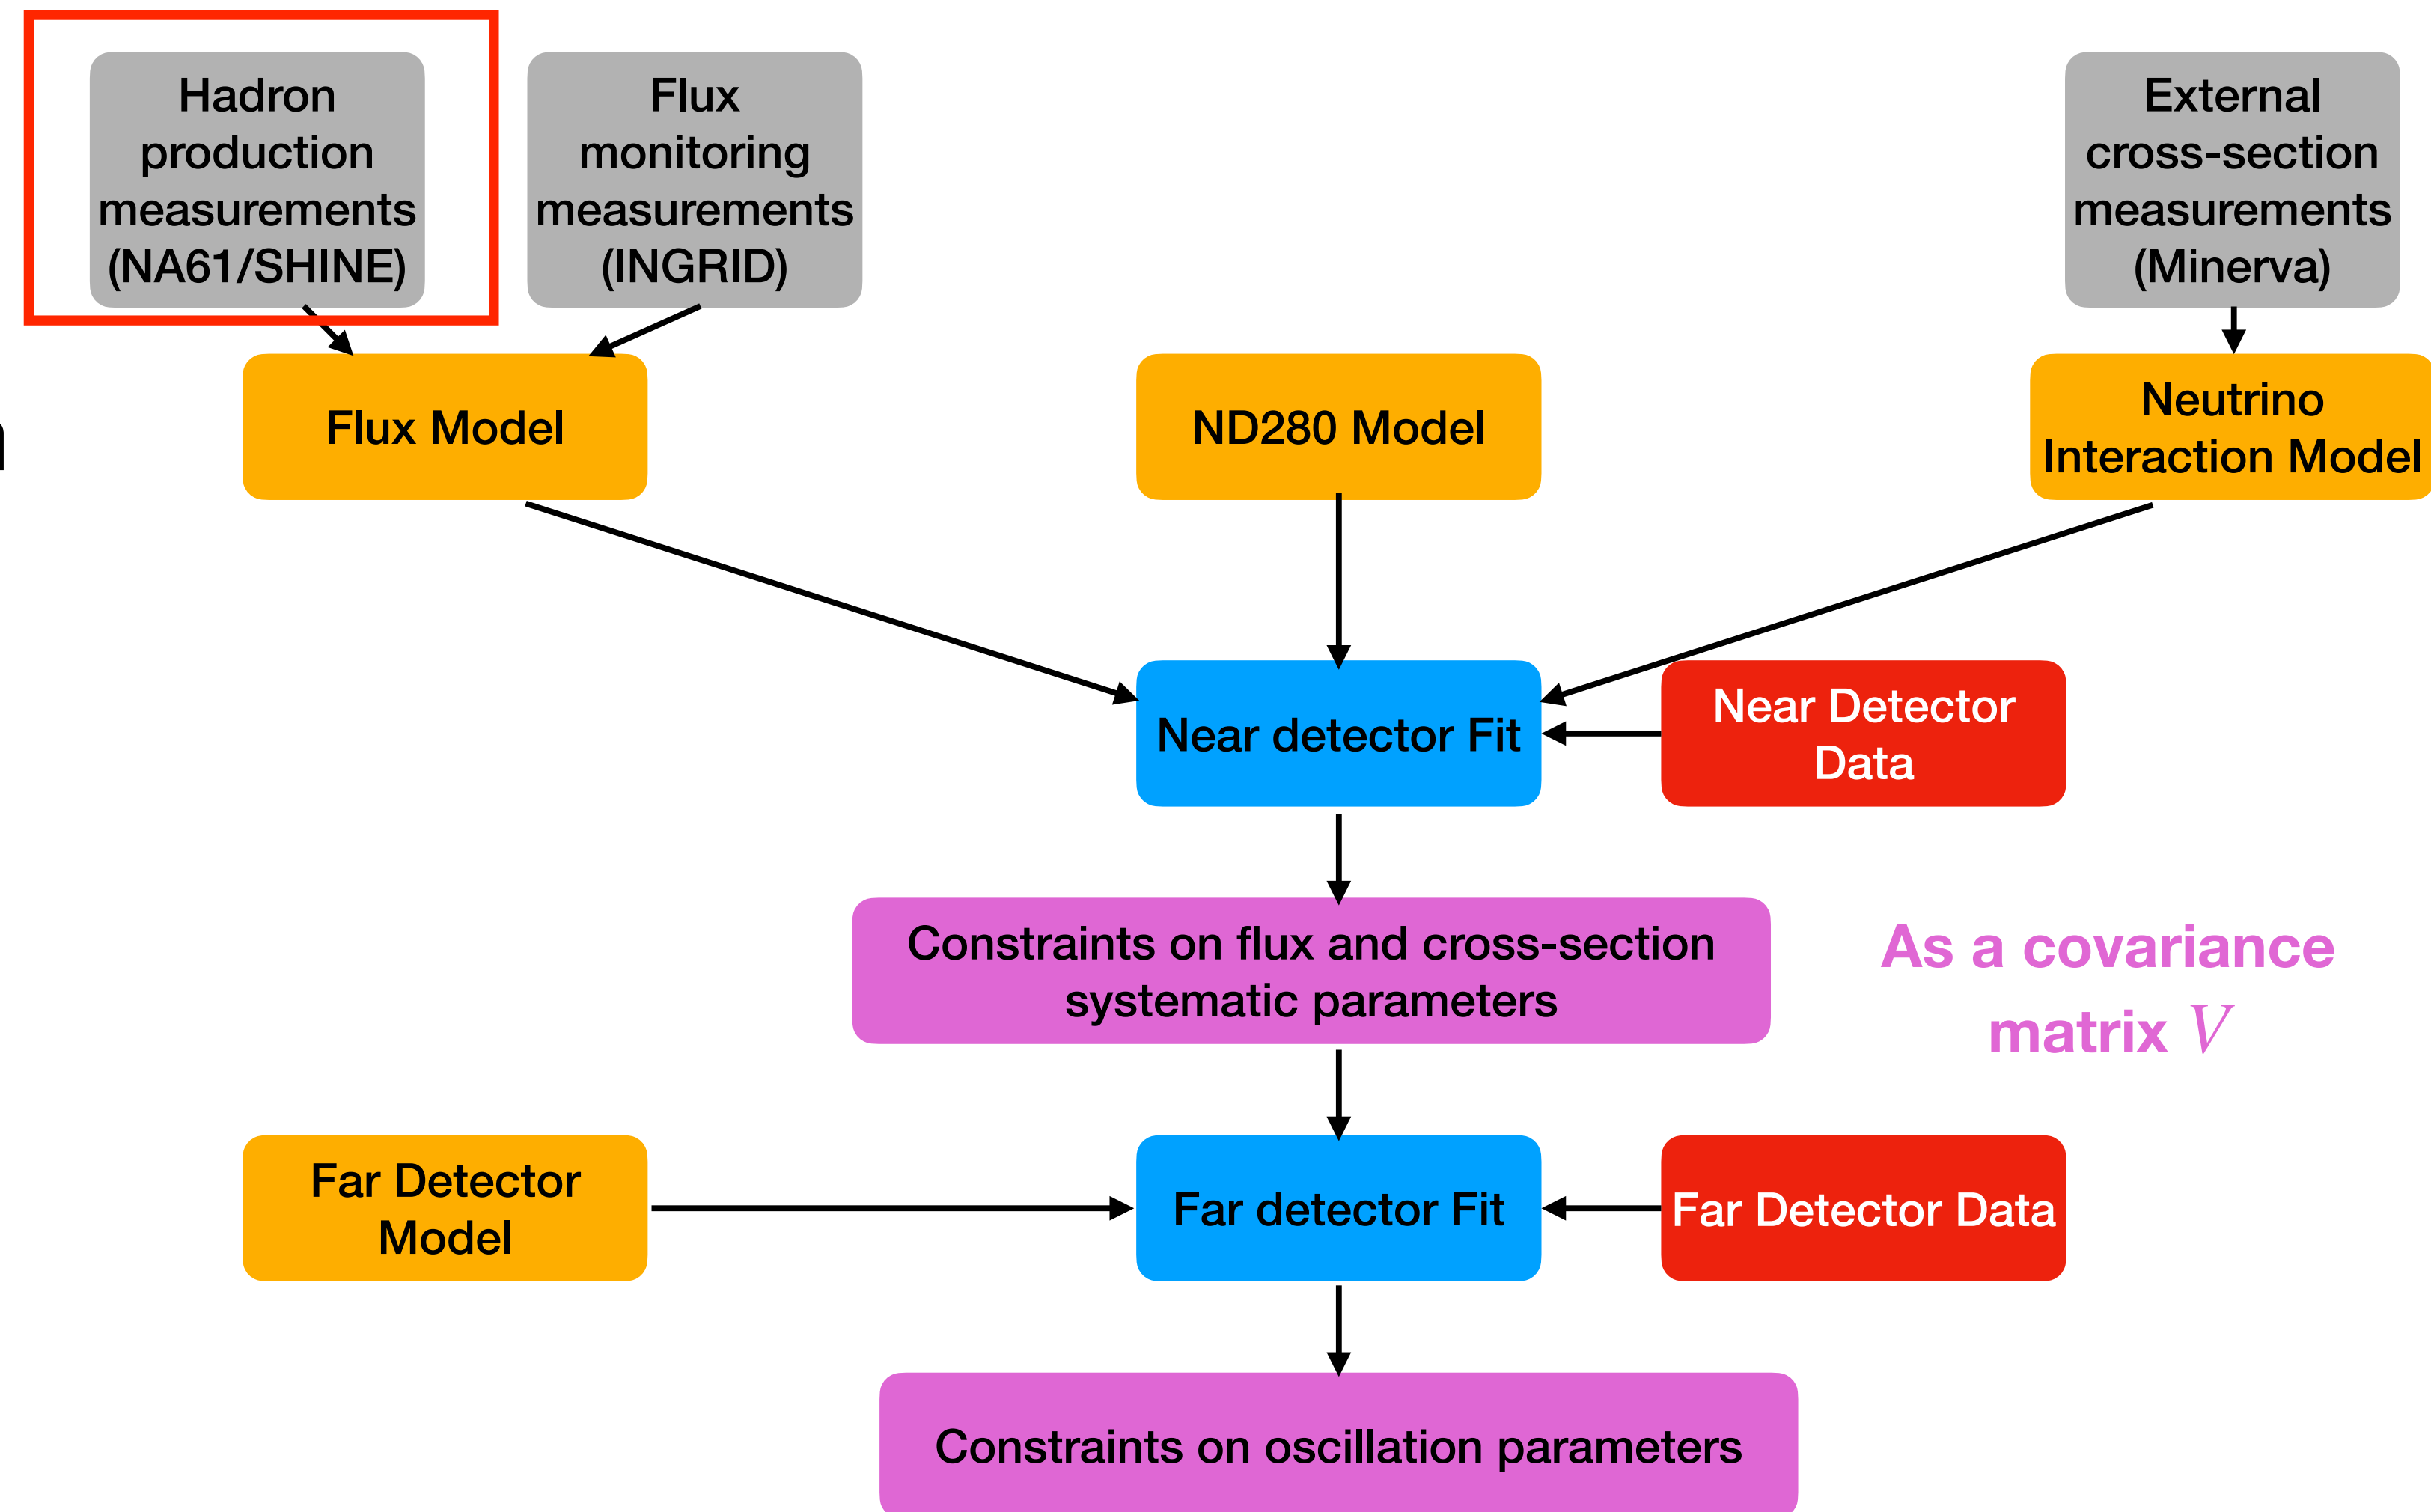 Hadron
production
measurements
(NA61/SHINE)
Flux
monitoring
measurements
(INGRID)
External
cross-section
measurements
(Minerva)
Flux Model
ND280 Model
Neutrino
Interaction Model
Near detector Fit
Near Detector
Data
Constraints on flux and cross-section
systematic parameters
As a covariance
matrix V
Far Detector
Model
Far detector Fit
Far Detector Data
Constraints on oscillation parameters